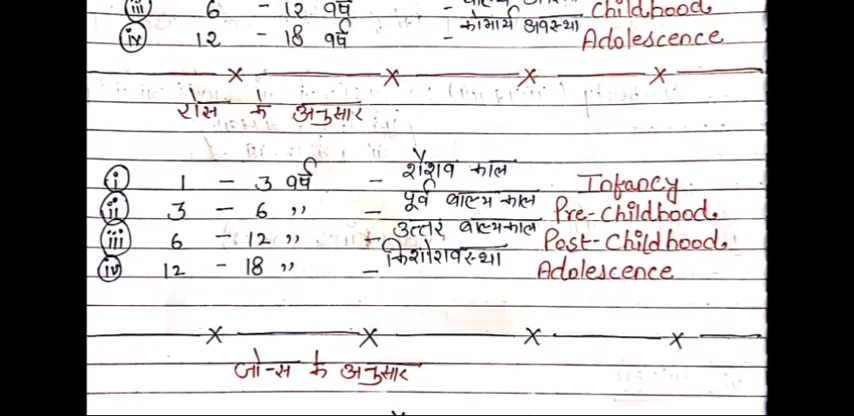 iii 6 - 12 वर्ष - Childhood
iv 12 - 18 वर्ष - कौमार्य अवस्था Adolescence
रॉस के अनुसार
i 1 - 3 वर्ष - शैशव काल Infancy
ii 3 - 6 " - पूर्व बाल्यकाल Pre-childhood
iii 6 - 12 " - उत्तर बाल्यकाल Post-Childhood
iv 12 - 18 " - किशोरावस्था Adolescence
जोन्स के अनुसार